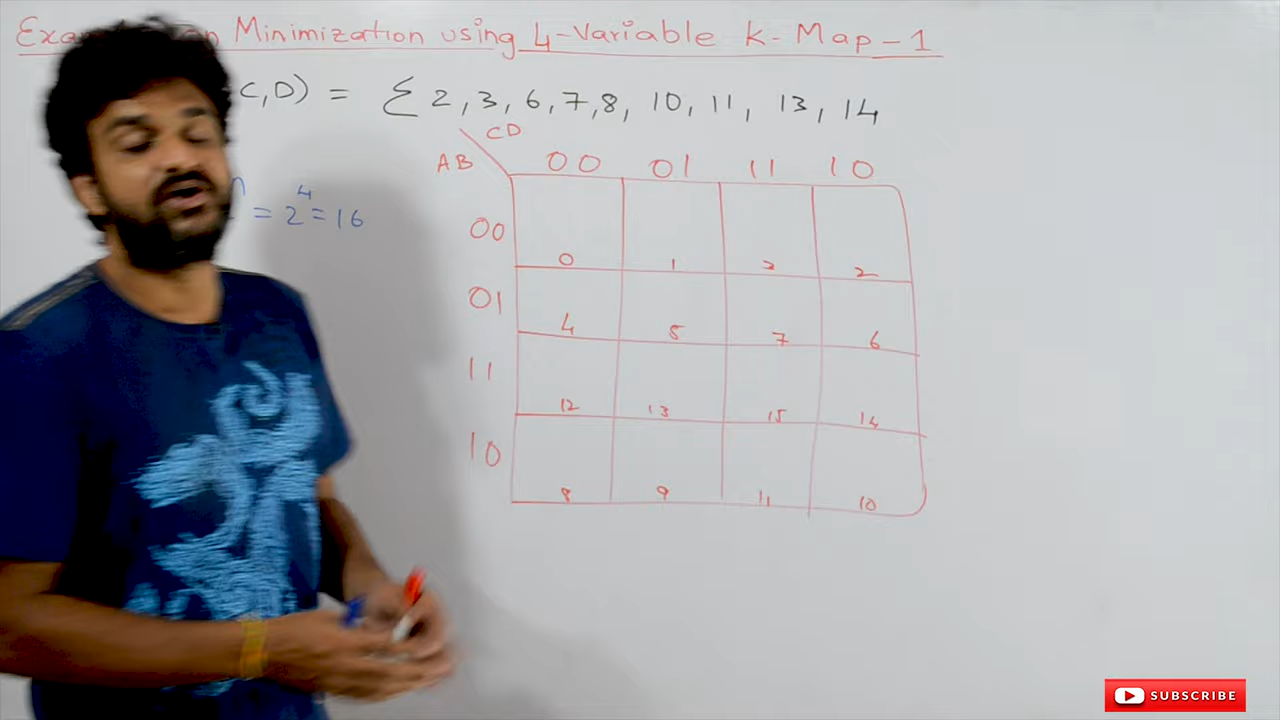 Minimization using 4-Variable K-Map-1
C,D) = Σ 2, 3, 6, 7, 8, 10, 11, 13, 14
CD
AB 00 01 11 10
= 2⁴ = 16
00 0 1 3 2
01 4 5 7 6
11 12 13 15 14
10 8 9 11 10
SUBSCRIBE